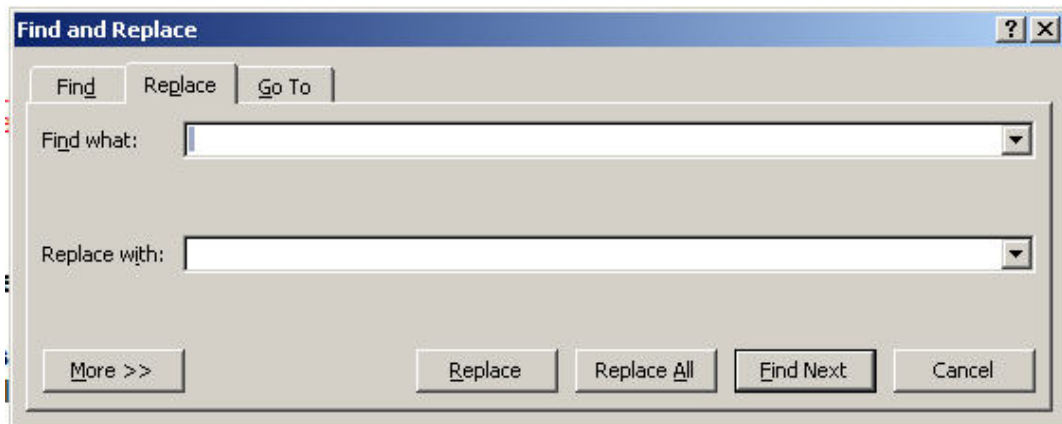 Find and Replace
Find Replace Go To
Find what:
Replace with:
More >> Replace Replace All Find Next Cancel